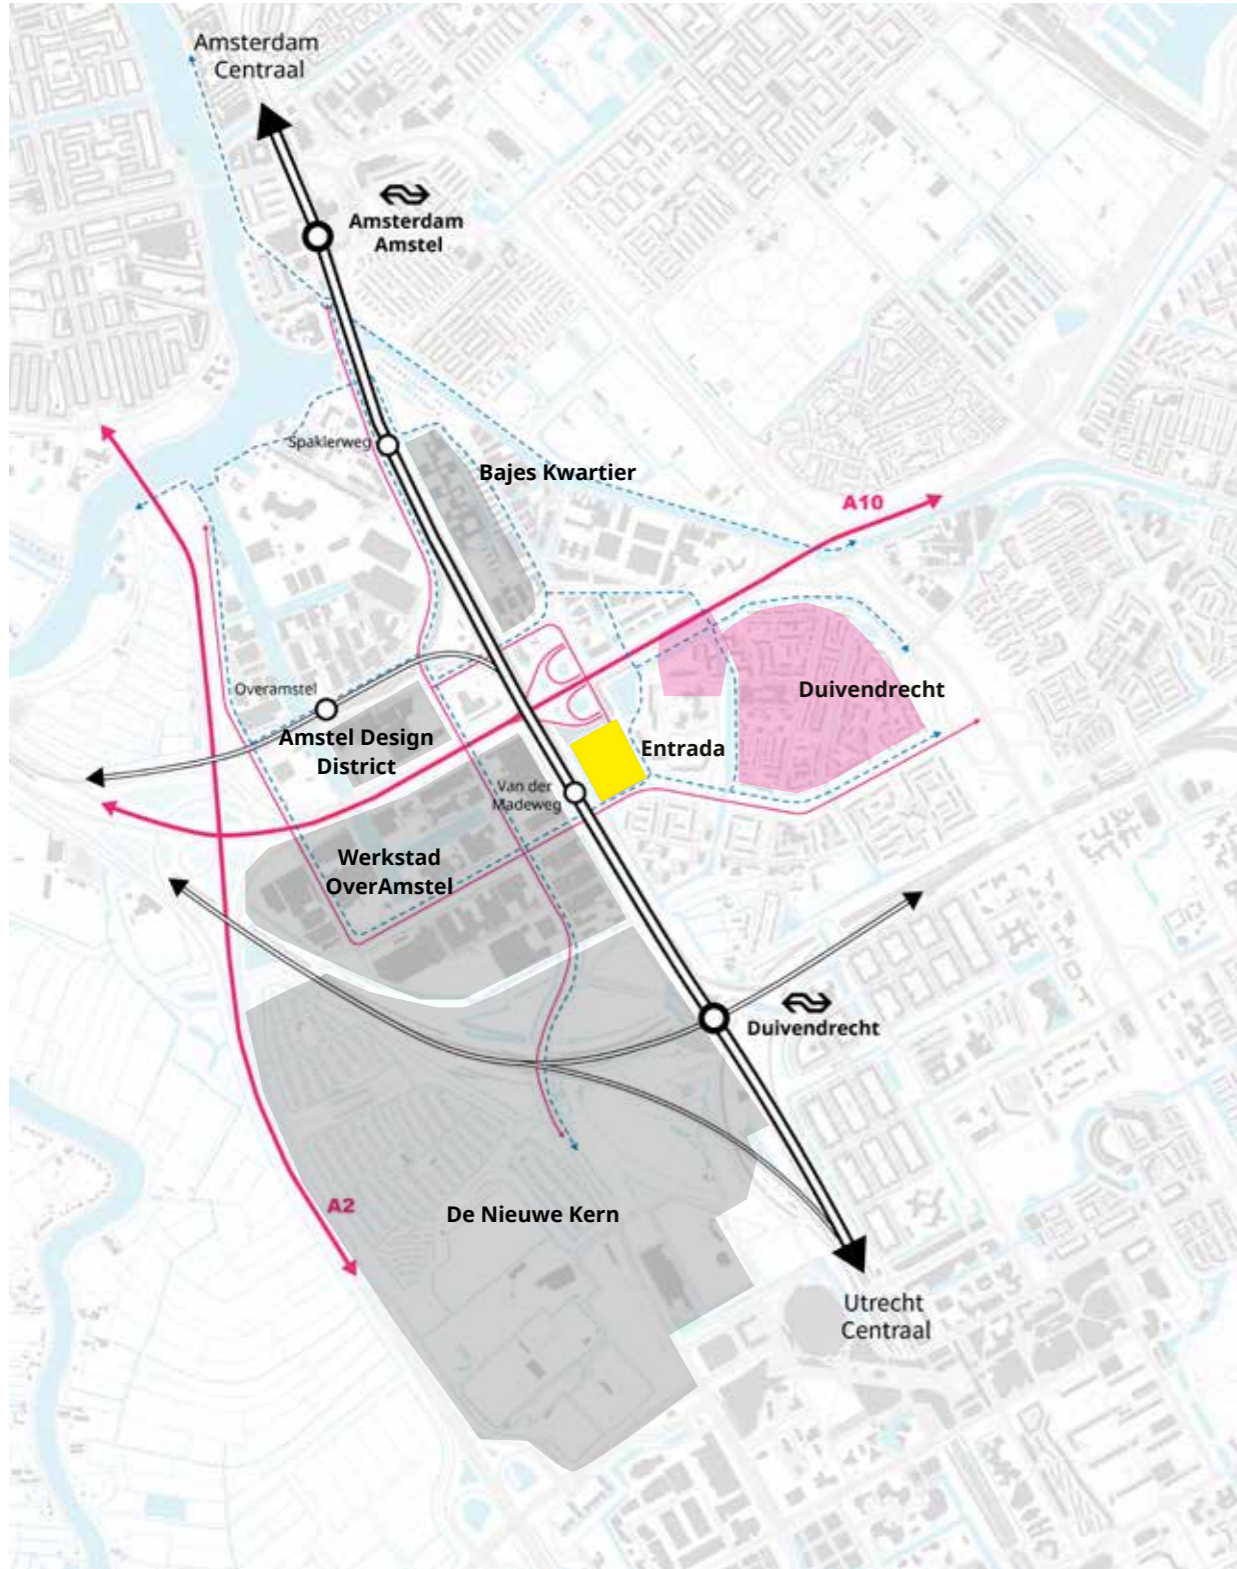 Amsterdam
Centraal
Amsterdam
Amstel
Spaklerweg
Bajes Kwartier
A10
Overamstel
Duivendrecht
Amstel Design
District
Entrada
Van der
Madeweg
Werkstad
OverAmstel
Duivendrecht
A2
De Nieuwe Kern
Utrecht
Centraal